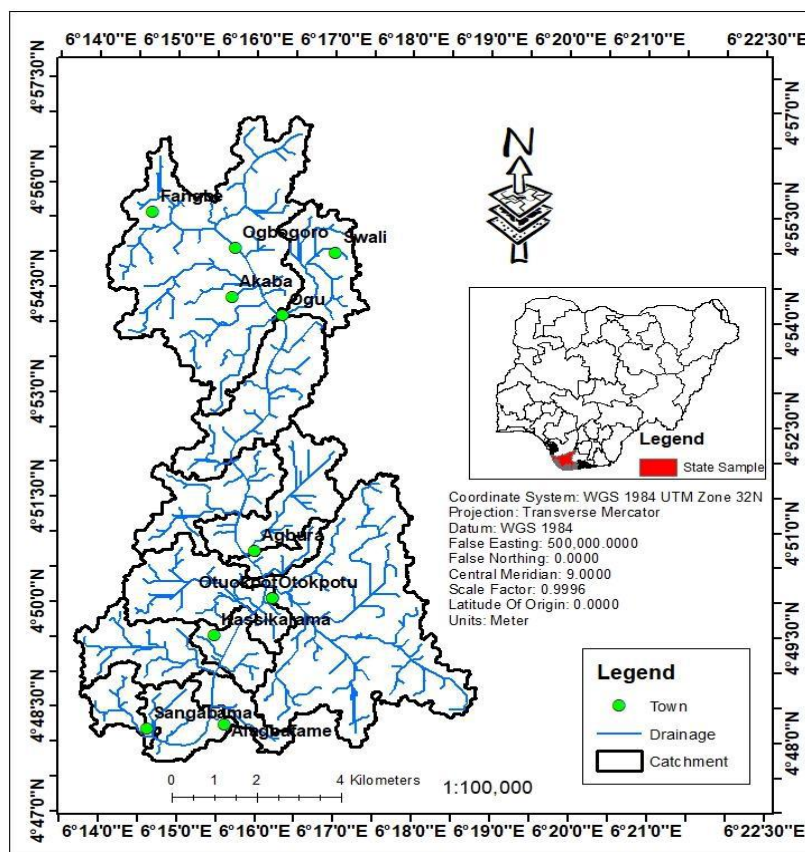 6°14'0"E 6°15'0"E 6°16'0"E 6°17'0"E 6°18'0"E 6°19'0"E 6°20'0"E 6°21'0"E 6°22'30"E
4°57'30"N
4°56'0"N
4°54'30"N
4°53'0"N
4°51'30"N
4°50'0"N
4°48'30"N
4°47'0"N
4°57'0"N
4°55'30"N
4°54'0"N
4°52'30"N
4°51'0"N
4°49'30"N
4°48'0"N
N
Fangbe
Ogbogoro
Swali
Akaba
Ogu
Agbura
Otokpotu
Sangabama
Legend
State Sample
Coordinate System: WGS 1984 UTM Zone 32N
Projection: Transverse Mercator
Datum: WGS 1984
False Easting: 500,000.0000
False Northing: 0.0000
Central Meridian: 9.0000
Scale Factor: 0.9996
Latitude Of Origin: 0.0000
Units: Meter
Legend
Town
Drainage
Catchment
0 1 2 4 Kilometers
1:100,000
6°14'0"E 6°15'0"E 6°16'0"E 6°17'0"E 6°18'0"E 6°19'0"E 6°20'0"E 6°21'0"E 6°22'30"E